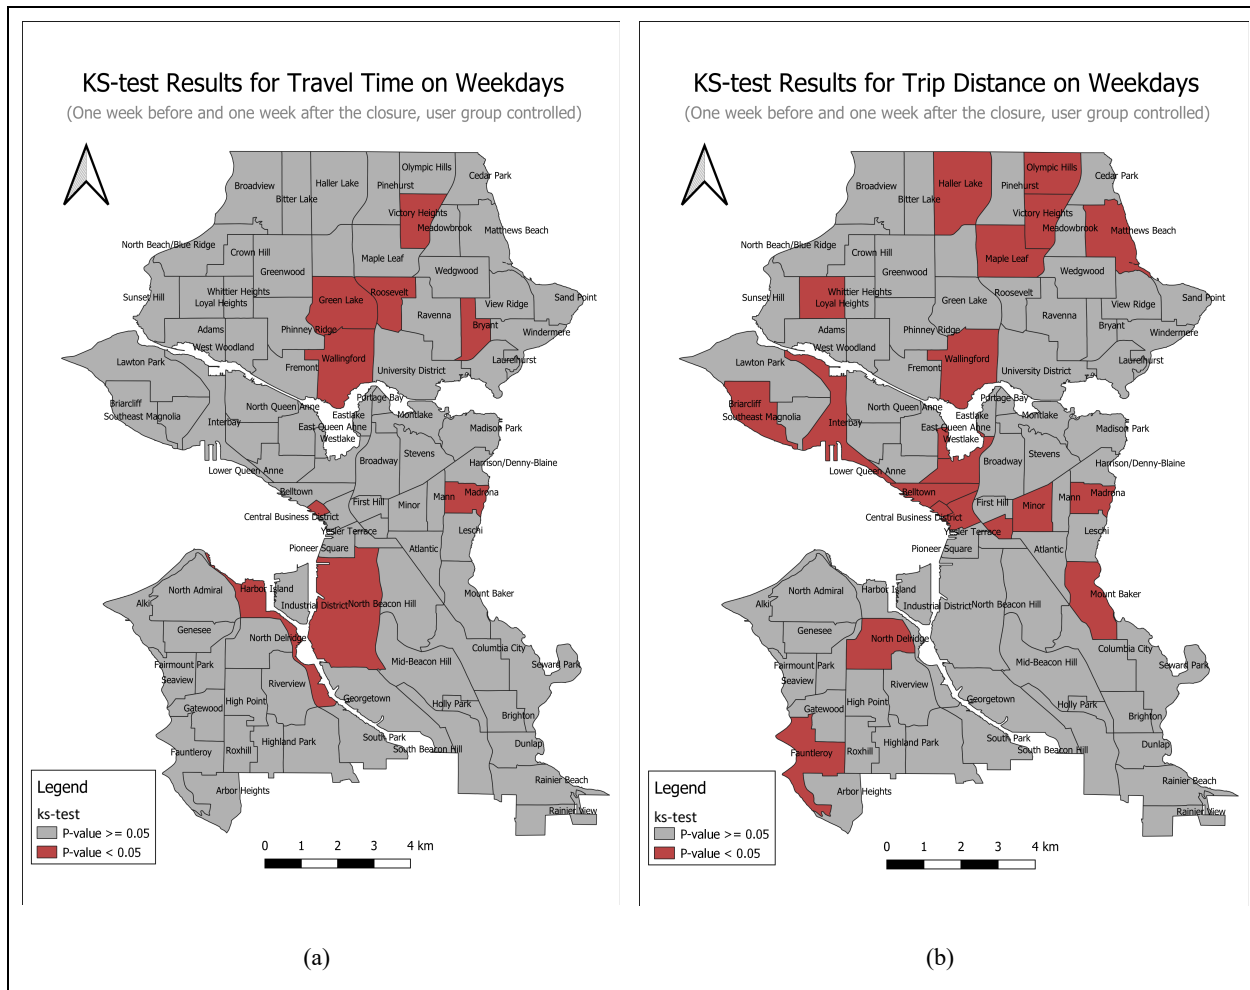 KS-test Results for Travel Time on Weekdays
(One week before and one week after the closure, user group controlled)
Olympic Hills
Cedar Park
Broadview
Haller Lake
Pinehurst
Bitter Lake
Victory Heights
Meadowbrook
Matthews Beach
North Beach/Blue Ridge
Crown Hill
Maple Leaf
Greenwood
Wedgwood
Sunset Hill
Whittier Heights
Loyal Heights
Green Lake
Roosevelt
View Ridge
Sand Point
Ravenna
Adams
Phinney Ridge
Bryant
Windermere
West Woodland
Lawton Park
Fremont
Wallingford
University District
Laurelhurst
Briarcliff
Southeast Magnolia
North Queen Anne
Portage Bay
Interbay
Eastlake
Montlake
East Queen Anne
Westlake
Madison Park
Lower Queen Anne
Broadway
Stevens
Harrison/Denny-Blaine
Belltown
First Hill
Minor
Mann
Madrona
Central Business District
Yesler Terrace
Leschi
Pioneer Square
Atlantic
North Admiral
Harbor Island
Alki
Industrial District
North Beacon Hill
Mount Baker
Genesee
North Delridge
Columbia City
Fairmount Park
Seaview
Mid-Beacon Hill
Seward Park
Riverview
Gatewood
High Point
Georgetown
Holly Park
Brighton
Fauntleroy
Roxhill
Highland Park
South Park
South Beacon Hill
Dunlap
Arbor Heights
Rainier Beach
Rainier View
Legend
ks-test
P-value >= 0.05
P-value < 0.05
0 1 2 3 4 km
(a)
KS-test Results for Trip Distance on Weekdays
(One week before and one week after the closure, user group controlled)
Olympic Hills
Cedar Park
Broadview
Haller Lake
Pinehurst
Bitter Lake
Victory Heights
Meadowbrook
Matthews Beach
North Beach/Blue Ridge
Crown Hill
Maple Leaf
Greenwood
Wedgwood
Sunset Hill
Whittier Heights
Loyal Heights
Green Lake
Roosevelt
View Ridge
Sand Point
Ravenna
Adams
Phinney Ridge
Bryant
Windermere
West Woodland
Lawton Park
Fremont
Wallingford
University District
Laurelhurst
Briarcliff
Southeast Magnolia
North Queen Anne
Portage Bay
Interbay
Eastlake
Montlake
East Queen Anne
Westlake
Madison Park
Lower Queen Anne
Broadway
Stevens
Harrison/Denny-Blaine
Belltown
First Hill
Minor
Mann
Madrona
Central Business District
Yesler Terrace
Leschi
Pioneer Square
Atlantic
North Admiral
Harbor Island
Alki
Industrial District
North Beacon Hill
Mount Baker
Genesee
North Delridge
Columbia City
Fairmount Park
Seaview
Mid-Beacon Hill
Seward Park
Riverview
Gatewood
High Point
Georgetown
Holly Park
Brighton
Fauntleroy
Roxhill
Highland Park
South Park
South Beacon Hill
Dunlap
Arbor Heights
Rainier Beach
Rainier View
Legend
ks-test
P-value >= 0.05
P-value < 0.05
0 1 2 3 4 km
(b)